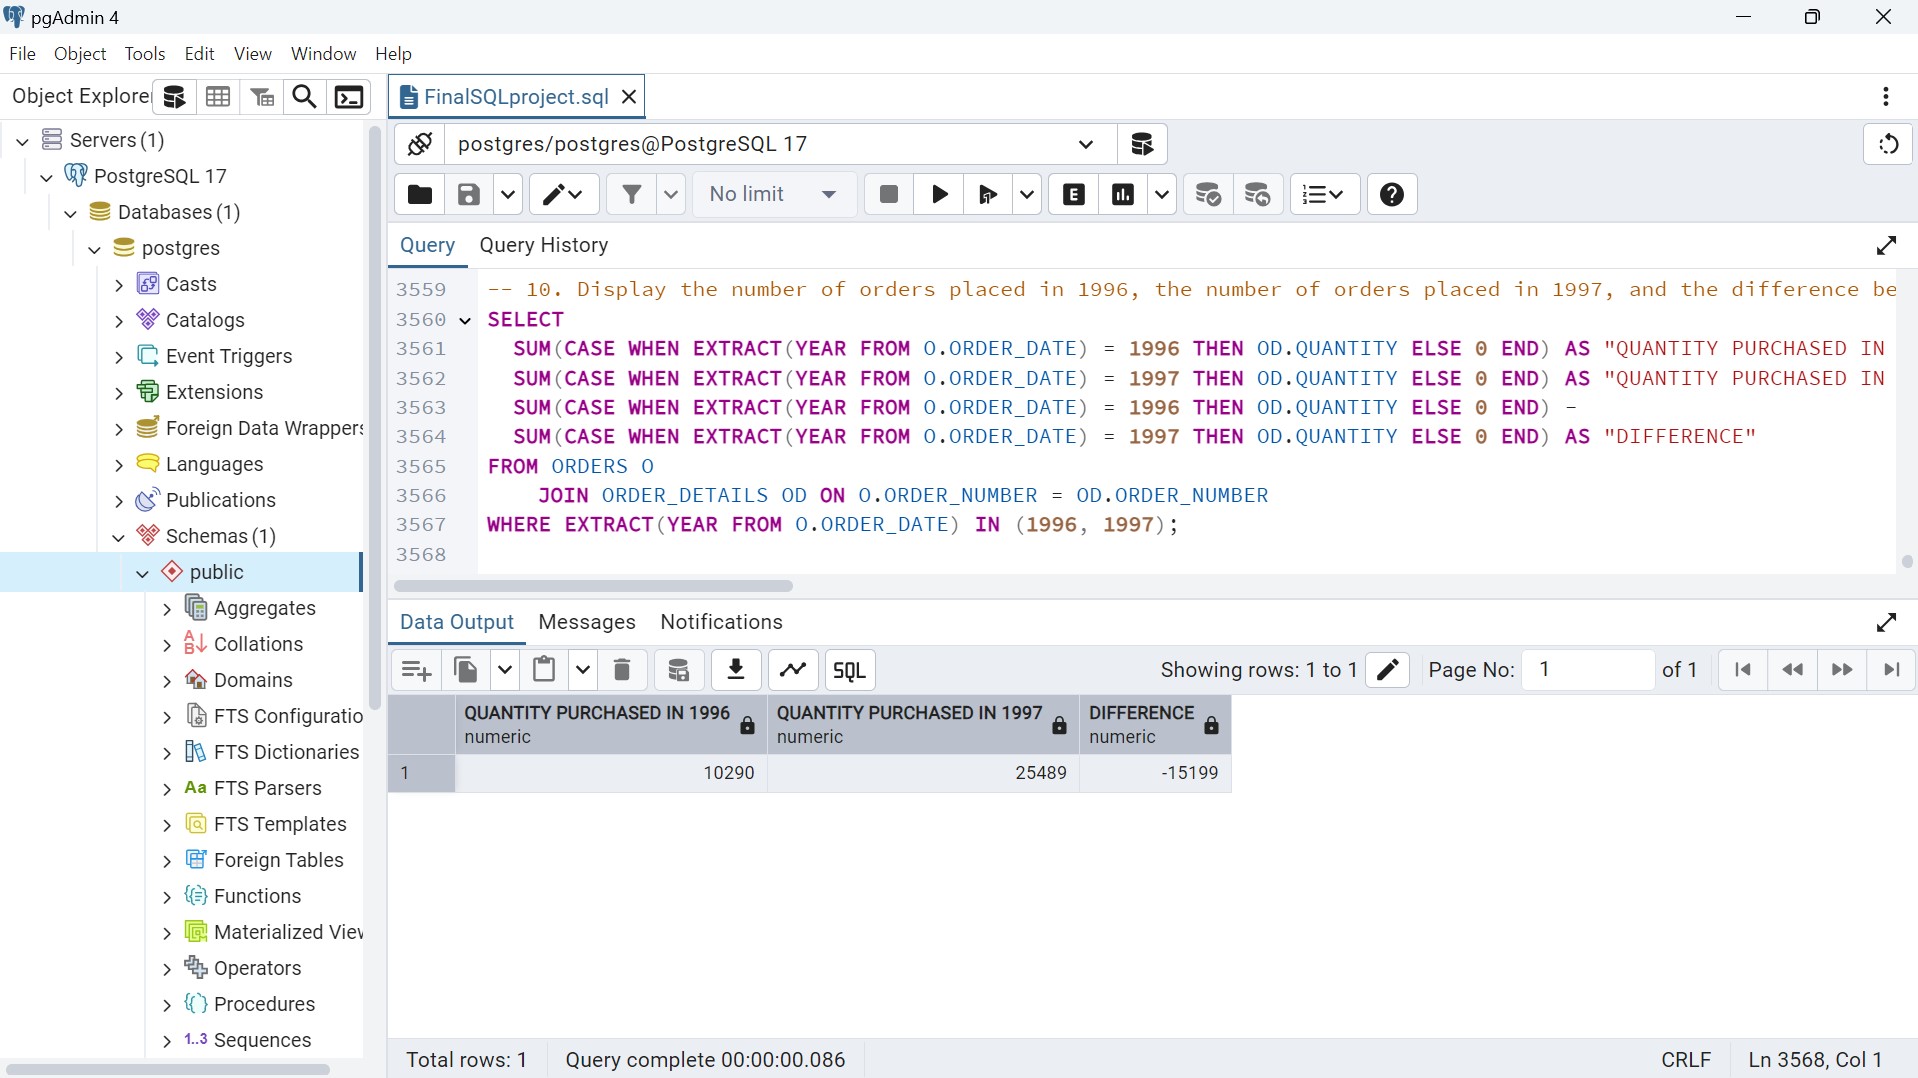 pgAdmin 4
File Object Tools Edit View Window Help
Object Explorer
FinalSQLproject.sql
Servers (1)
PostgreSQL 17
Databases (1)
postgres
Casts
Catalogs
Event Triggers
Extensions
Foreign Data Wrappers
Languages
Publications
Schemas (1)
public
Aggregates
Collations
Domains
FTS Configuratio
FTS Dictionaries
Aa FTS Parsers
FTS Templates
Foreign Tables
Functions
Materialized View
Operators
Procedures
1..3 Sequences
postgres/postgres@PostgreSQL 17
No limit
E
Query Query History
3559 -- 10. Display the number of orders placed in 1996, the number of orders placed in 1997, and the difference be
3560 SELECT
3561 SUM(CASE WHEN EXTRACT(YEAR FROM O.ORDER_DATE) = 1996 THEN OD.QUANTITY ELSE 0 END) AS "QUANTITY PURCHASED IN
3562 SUM(CASE WHEN EXTRACT(YEAR FROM O.ORDER_DATE) = 1997 THEN OD.QUANTITY ELSE 0 END) AS "QUANTITY PURCHASED IN
3563 SUM(CASE WHEN EXTRACT(YEAR FROM O.ORDER_DATE) = 1996 THEN OD.QUANTITY ELSE 0 END) -
3564 SUM(CASE WHEN EXTRACT(YEAR FROM O.ORDER_DATE) = 1997 THEN OD.QUANTITY ELSE 0 END) AS "DIFFERENCE"
3565 FROM ORDERS O
3566 JOIN ORDER_DETAILS OD ON O.ORDER_NUMBER = OD.ORDER_NUMBER
3567 WHERE EXTRACT(YEAR FROM O.ORDER_DATE) IN (1996, 1997);
3568
Data Output Messages Notifications
SQL Showing rows: 1 to 1 Page No: 1 of 1
QUANTITY PURCHASED IN 1996 QUANTITY PURCHASED IN 1997 DIFFERENCE
numeric numeric numeric
1 10290 25489 -15199
Total rows: 1 Query complete 00:00:00.086 CRLF Ln 3568, Col 1